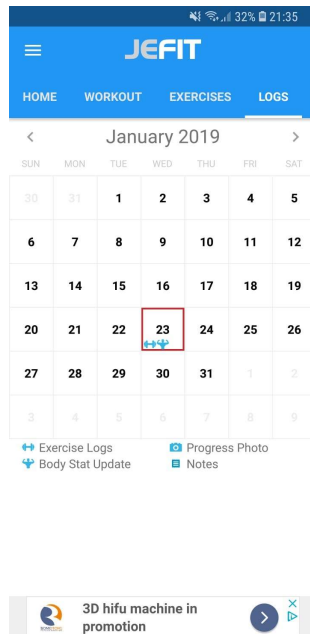 32% 21:35
JEFIT
HOME WORKOUT EXERCISES LOGS
< January 2019 >
SUN MON TUE WED THU FRI SAT
30 31 1 2 3 4 5
6 7 8 9 10 11 12
13 14 15 16 17 18 19
20 21 22 23 24 25 26
27 28 29 30 31 1 2
3 4 5 6 7 8 9
Exercise Logs Progress Photo
Body Stat Update Notes
3D hifu machine in
promotion